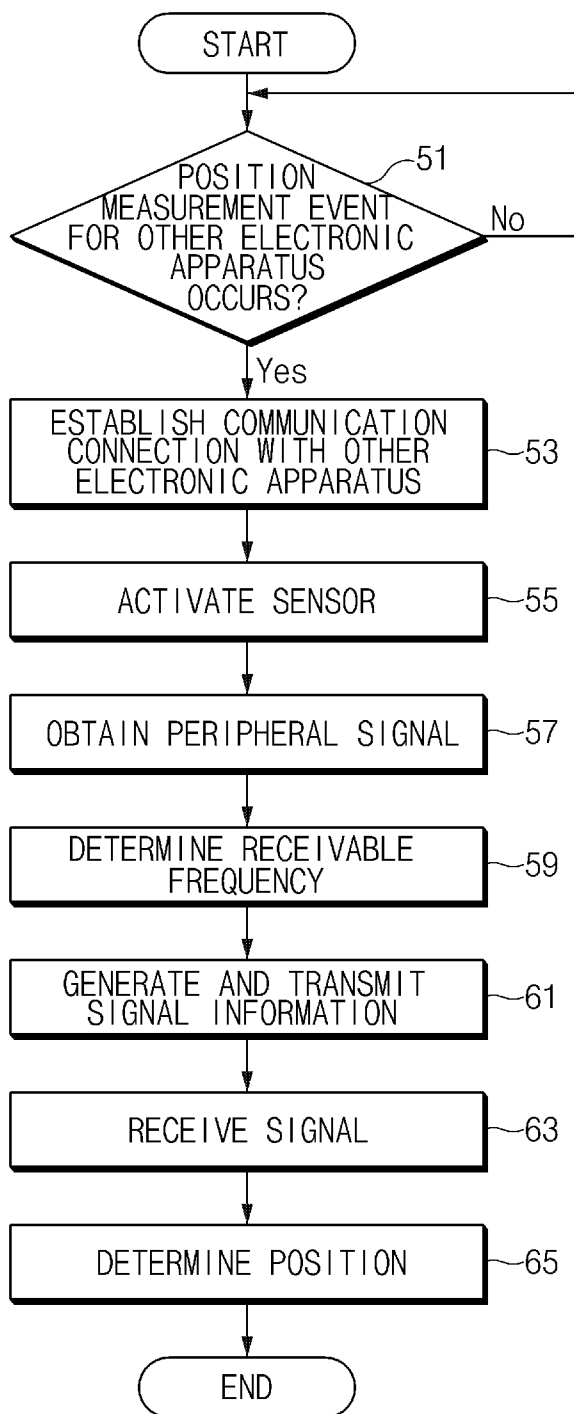 START
51
POSITION
MEASUREMENT EVENT
FOR OTHER ELECTRONIC
APPARATUS
OCCURS?
No
Yes
ESTABLISH COMMUNICATION
CONNECTION WITH OTHER
ELECTRONIC APPARATUS
53
ACTIVATE SENSOR
55
OBTAIN PERIPHERAL SIGNAL
57
DETERMINE RECEIVABLE
FREQUENCY
59
GENERATE AND TRANSMIT
SIGNAL INFORMATION
61
RECEIVE SIGNAL
63
DETERMINE POSITION
65
END